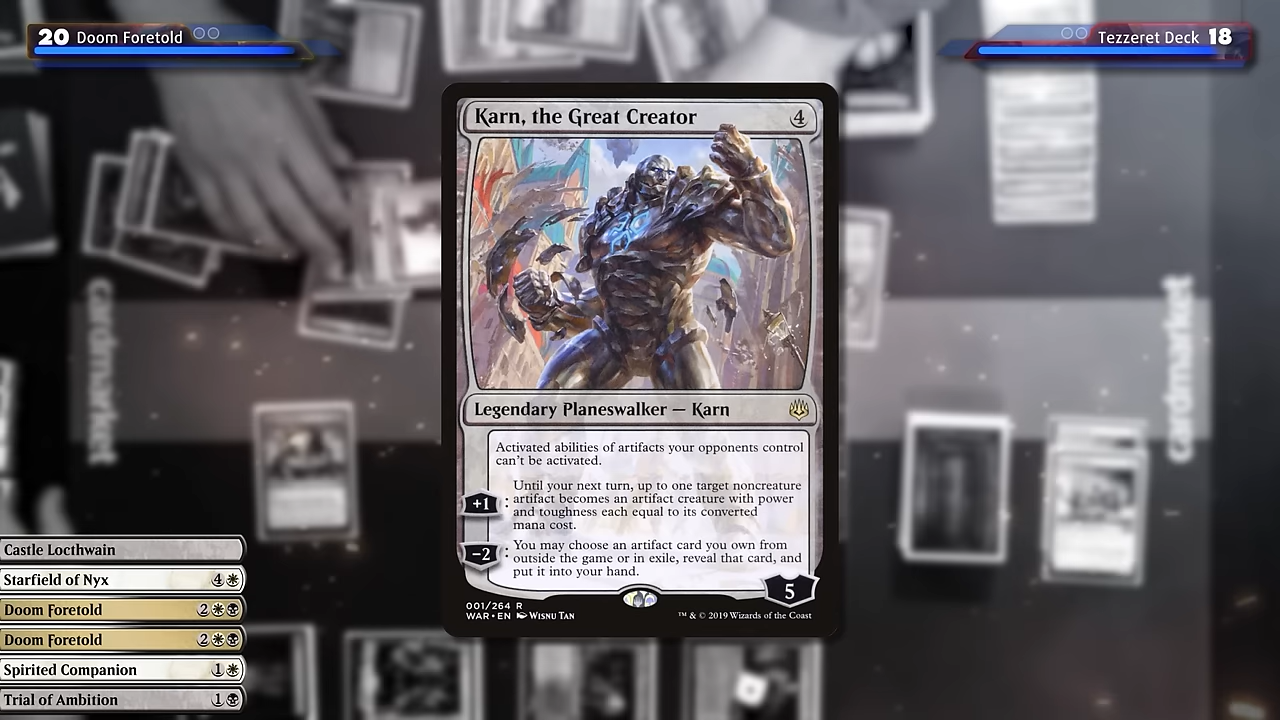 20 Doom Foretold
Tezzeret Deck 18
Karn, the Great Creator 4
Legendary Planeswalker — Karn
Activated abilities of artifacts your opponents control
can't be activated.
+1: Until your next turn, up to one target noncreature
artifact becomes an artifact creature with power
and toughness each equal to its converted
mana cost.
−2: You may choose an artifact card you own from
outside the game or in exile, reveal that card, and
put it into your hand.
5
001/264 R
WAR • EN Wisnu Tan
™ & © 2019 Wizards of the Coast
cardmarket
cardmarket
Castle Locthwain
Starfield of Nyx 4
Doom Foretold 2
Doom Foretold 2
Spirited Companion 1
Trial of Ambition 1